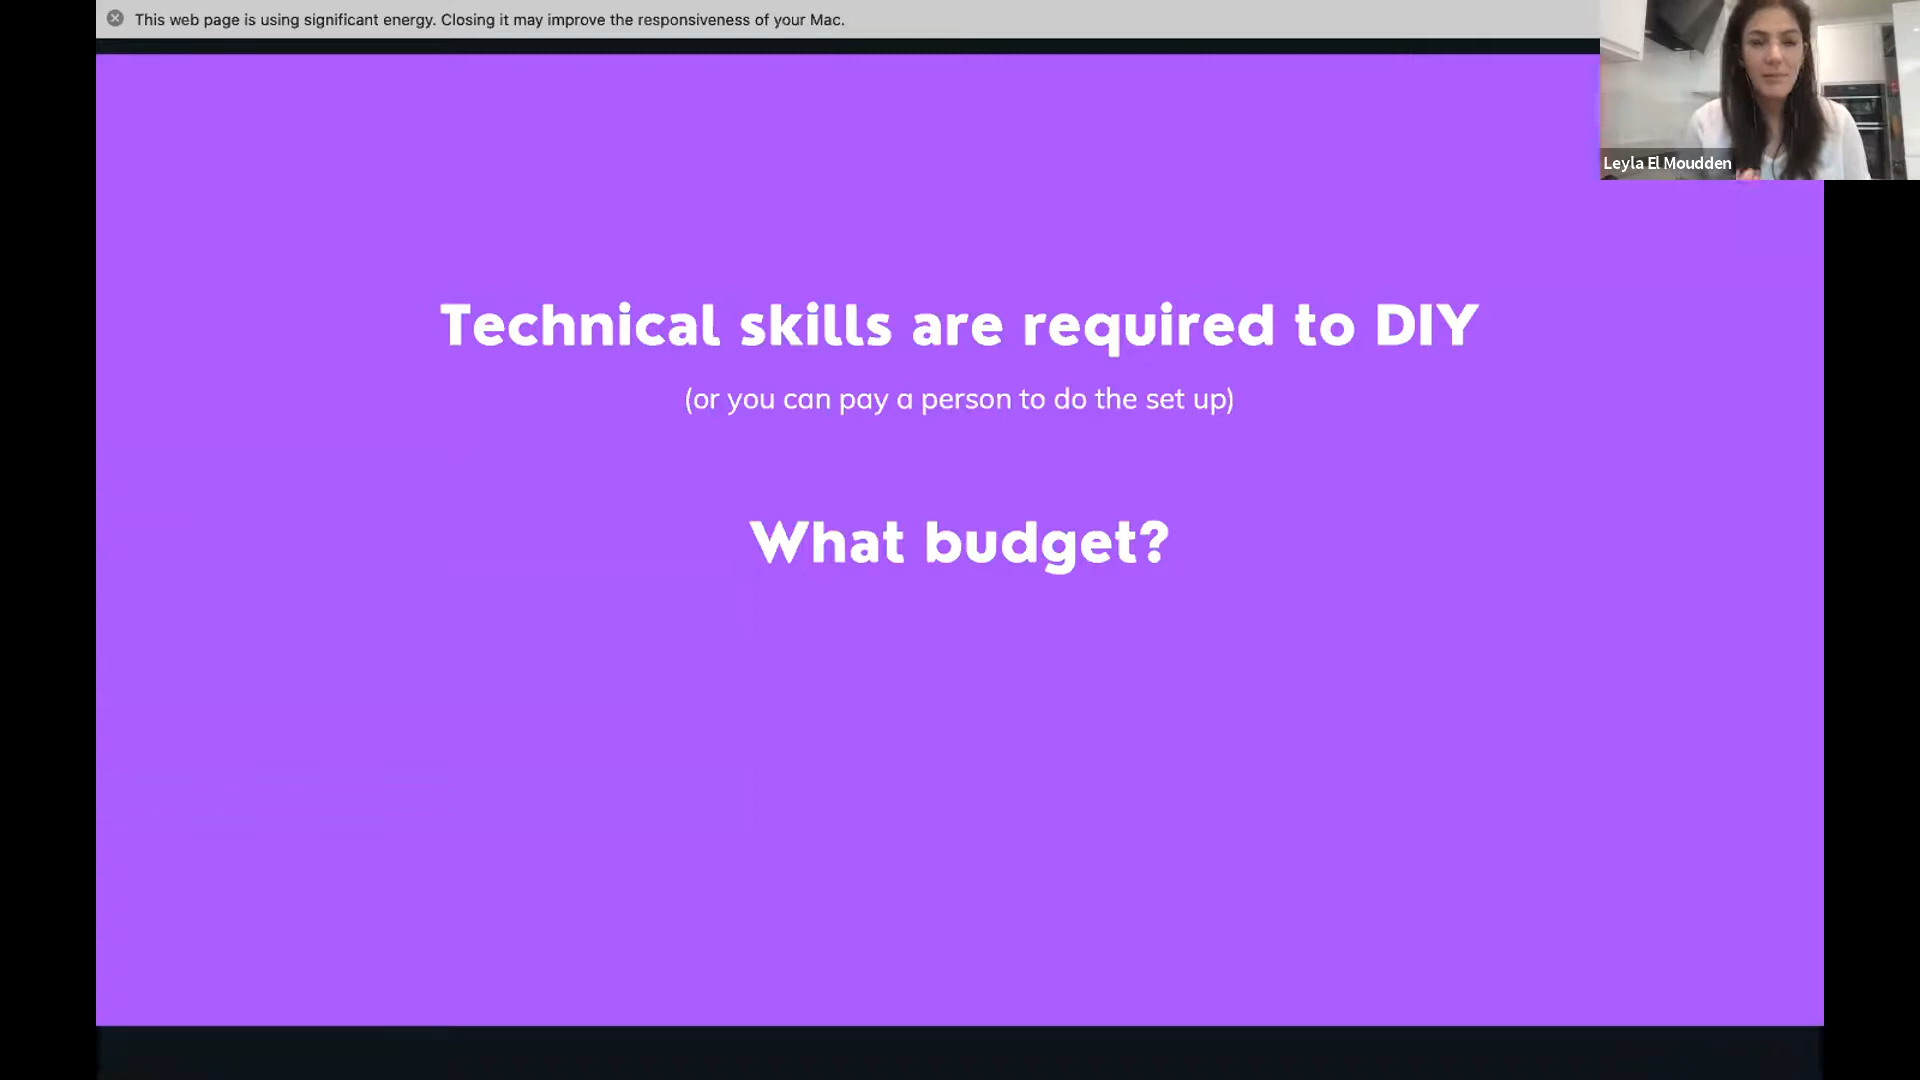 This web page is using significant energy. Closing it may improve the responsiveness of your Mac.
Leyla El Moudden
Technical skills are required to DIY
(or you can pay a person to do the set up)
What budget?